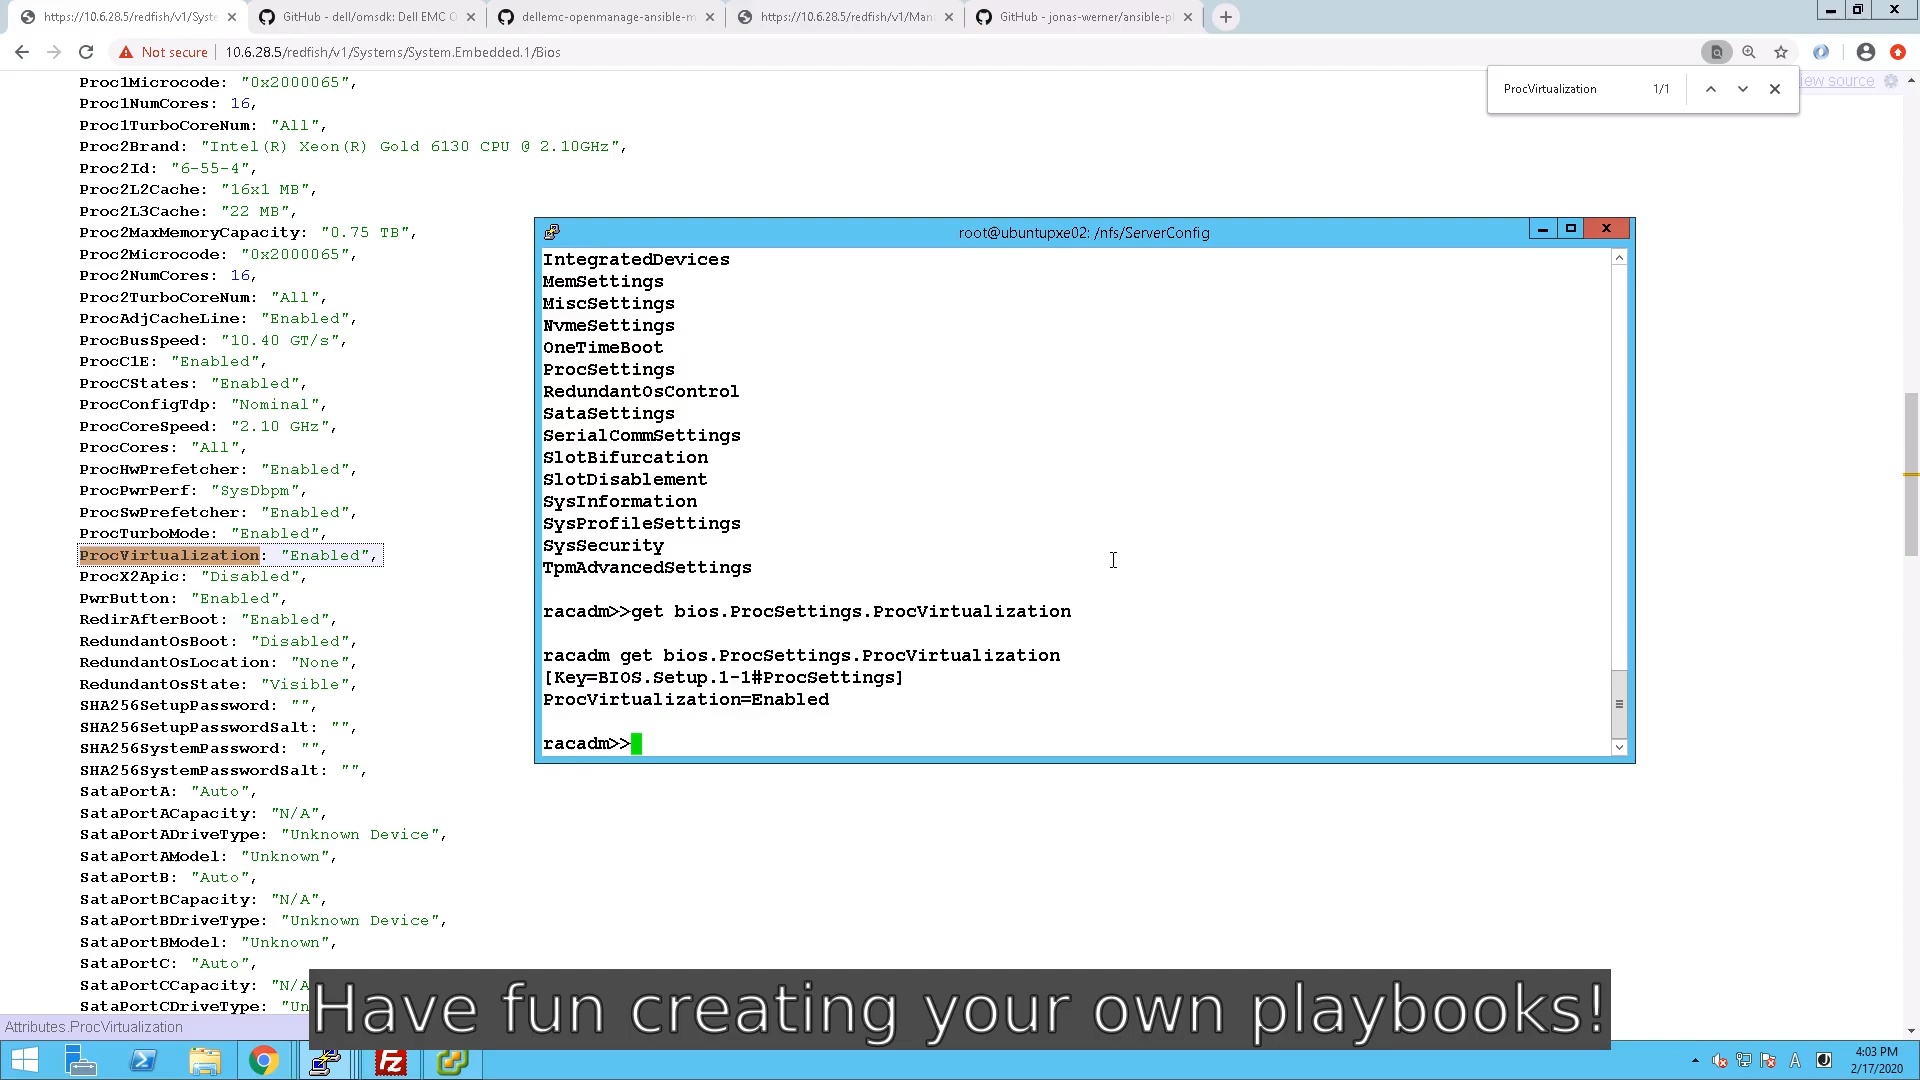 https://10.6.28.5/redfish/v1/Syste
GitHub - dell/omsdk: Dell EMC O
dellemc-openmanage-ansible-m
https://10.6.28.5/redfish/v1/Man
GitHub - jonas-werner/ansible-pl
Not secure
10.6.28.5/redfish/v1/Systems/System.Embedded.1/Bios
ProcVirtualization
1/1
iew source
Proc1Microcode: "0x2000065",
Proc1NumCores: 16,
Proc1TurboCoreNum: "All",
Proc2Brand: "Intel(R) Xeon(R) Gold 6130 CPU @ 2.10GHz",
Proc2Id: "6-55-4",
Proc2L2Cache: "16x1 MB",
Proc2L3Cache: "22 MB",
Proc2MaxMemoryCapacity: "0.75 TB",
Proc2Microcode: "0x2000065",
Proc2NumCores: 16,
Proc2TurboCoreNum: "All",
ProcAdjCacheLine: "Enabled",
ProcBusSpeed: "10.40 GT/s",
ProcC1E: "Enabled",
ProcCStates: "Enabled",
ProcConfigTdp: "Nominal",
ProcCoreSpeed: "2.10 GHz",
ProcCores: "All",
ProcHwPrefetcher: "Enabled",
ProcPwrPerf: "SysDbpm",
ProcSwPrefetcher: "Enabled",
ProcTurboMode: "Enabled",
ProcVirtualization: "Enabled",
ProcX2Apic: "Disabled",
PwrButton: "Enabled",
RedirAfterBoot: "Enabled",
RedundantOsBoot: "Disabled",
RedundantOsLocation: "None",
RedundantOsState: "Visible",
SHA256SetupPassword: "",
SHA256SetupPasswordSalt: "",
SHA256SystemPassword: "",
SHA256SystemPasswordSalt: "",
SataPortA: "Auto",
SataPortACapacity: "N/A",
SataPortADriveType: "Unknown Device",
SataPortAModel: "Unknown",
SataPortB: "Auto",
SataPortBCapacity: "N/A",
SataPortBDriveType: "Unknown Device",
SataPortBModel: "Unknown",
SataPortC: "Auto",
SataPortCCapacity: "N/A
SataPortCDriveType: "Un
Attributes.ProcVirtualization
root@ubuntupxe02: /nfs/ServerConfig
IntegratedDevices
MemSettings
MiscSettings
NvmeSettings
OneTimeBoot
ProcSettings
RedundantOsControl
SataSettings
SerialCommSettings
SlotBifurcation
SlotDisablement
SysInformation
SysProfileSettings
SysSecurity
TpmAdvancedSettings
racadm>>get bios.ProcSettings.ProcVirtualization
racadm get bios.ProcSettings.ProcVirtualization
[Key=BIOS.Setup.1-1#ProcSettings]
ProcVirtualization=Enabled
racadm>>
Have fun creating your own playbooks!
Fz
A
4:03 PM
2/17/2020